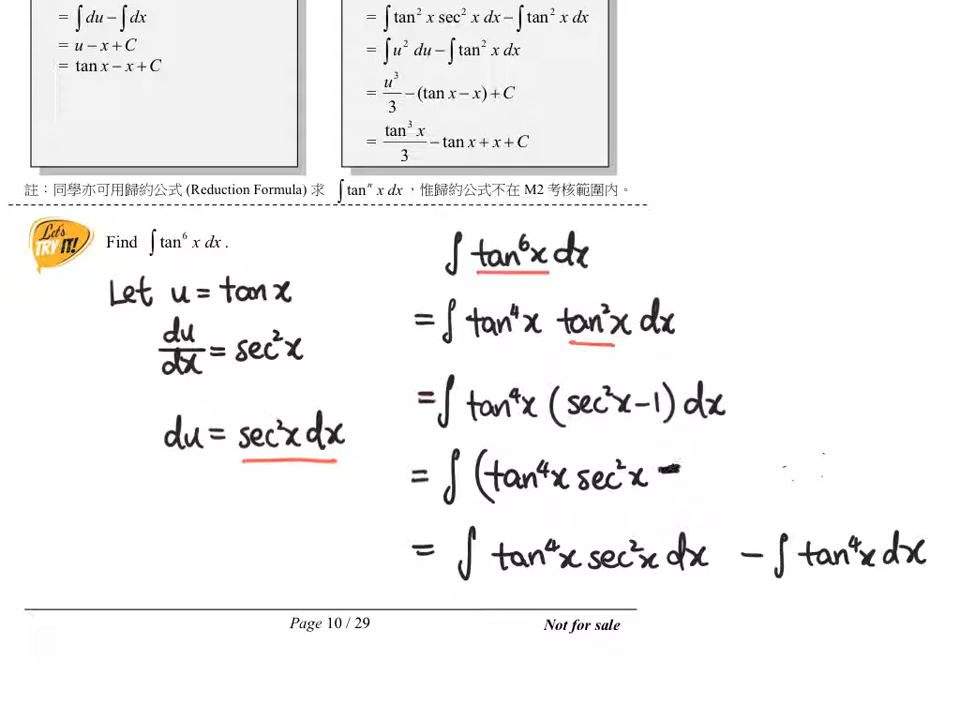 = ∫ du − ∫ dx
= u − x + C
= tan x − x + C
= ∫ tan² x sec² x dx − ∫ tan² x dx
= ∫ u² du − ∫ tan² x dx
= u³/3 − (tan x − x) + C
= tan³ x/3 − tan x + x + C
註：同學亦可用歸約公式 (Reduction Formula) 求 ∫ tanⁿ x dx ，惟歸約公式不在 M2 考核範圍內。
Let's
TRY IT!
Find ∫ tan⁶ x dx .
Let u = tan x
du/dx = sec²x
du = sec²x dx
∫ tan⁶x dx
= ∫ tan⁴x tan²x dx
= ∫ tan⁴x (sec²x − 1) dx
= ∫ (tan⁴x sec²x −
= ∫ tan⁴x sec²x dx − ∫ tan⁴x dx
Page 10 / 29
Not for sale